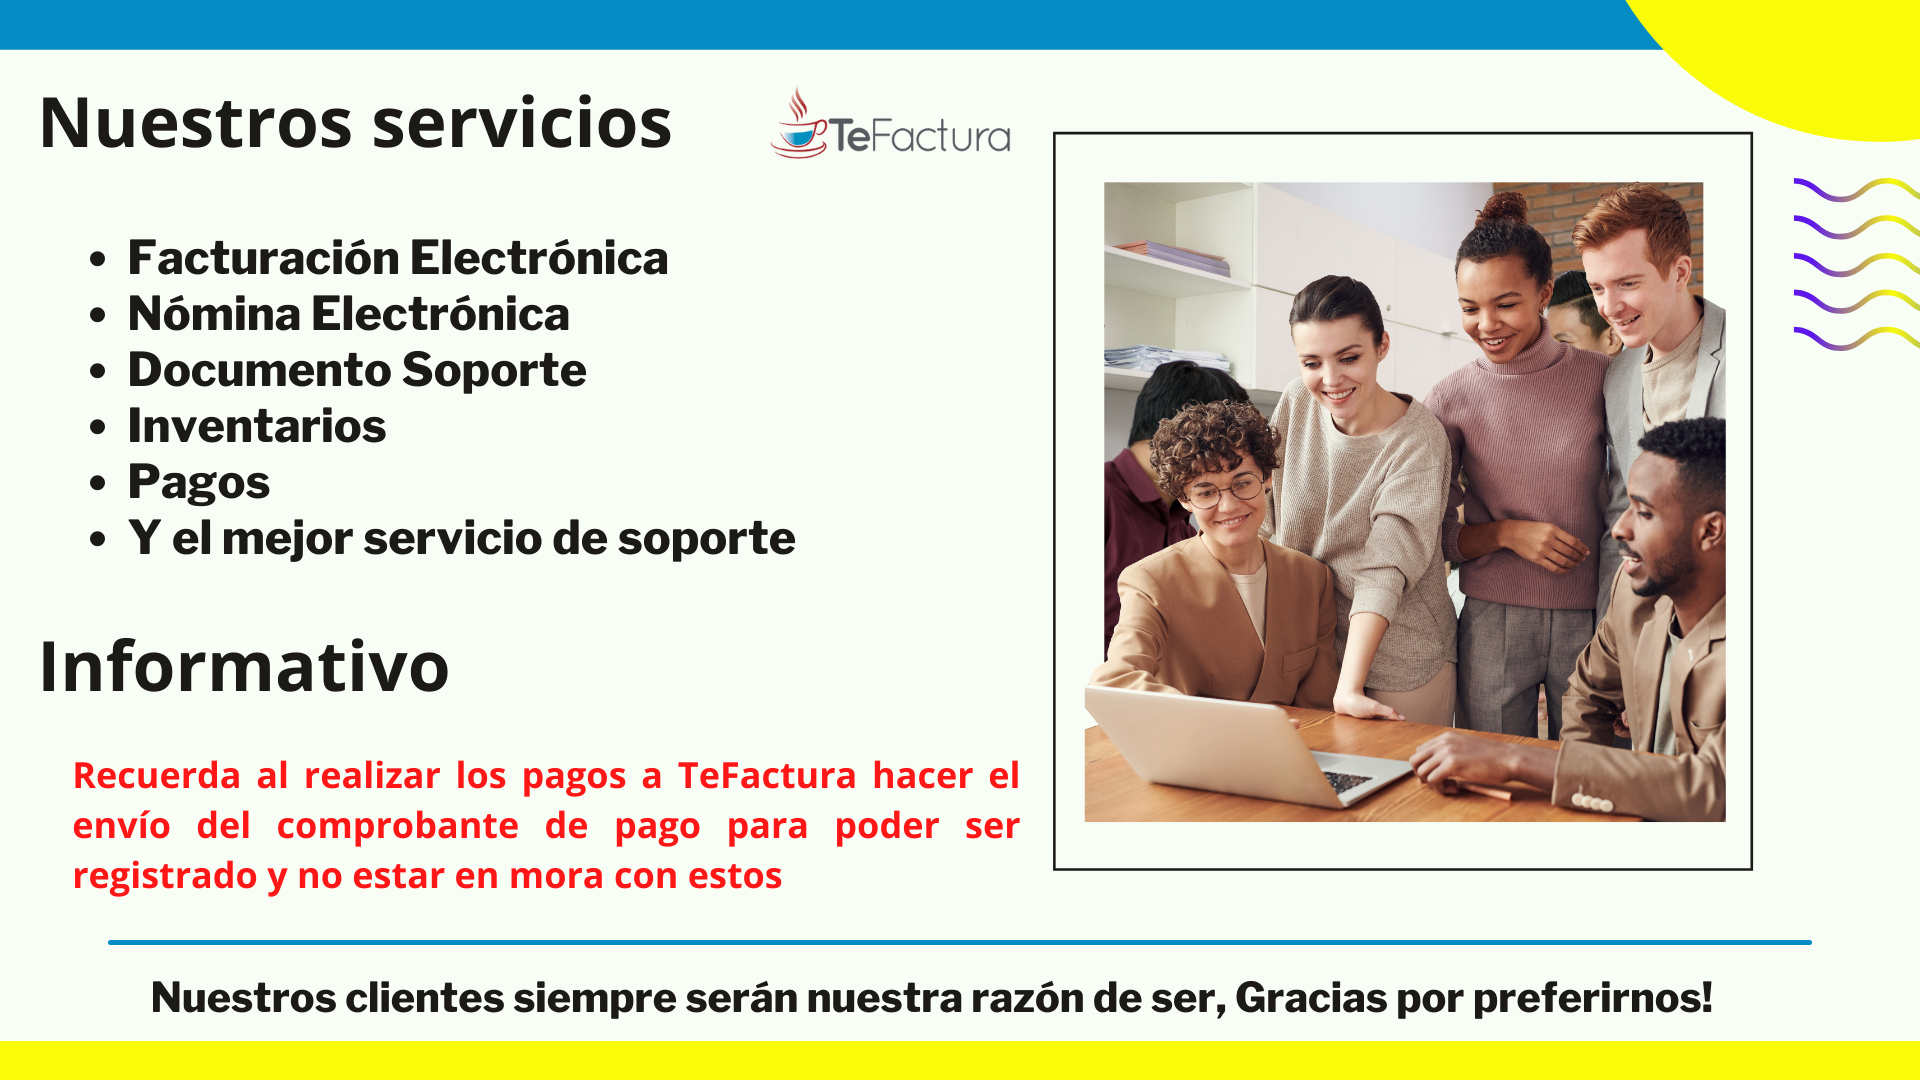 Nuestros servicios
TeFactura
Facturación Electrónica
Nómina Electrónica
Documento Soporte
Inventarios
Pagos
Y el mejor servicio de soporte
Informativo
Recuerda al realizar los pagos a TeFactura hacer el
envío del comprobante de pago para poder ser
registrado y no estar en mora con estos
Nuestros clientes siempre serán nuestra razón de ser, Gracias por preferirnos!